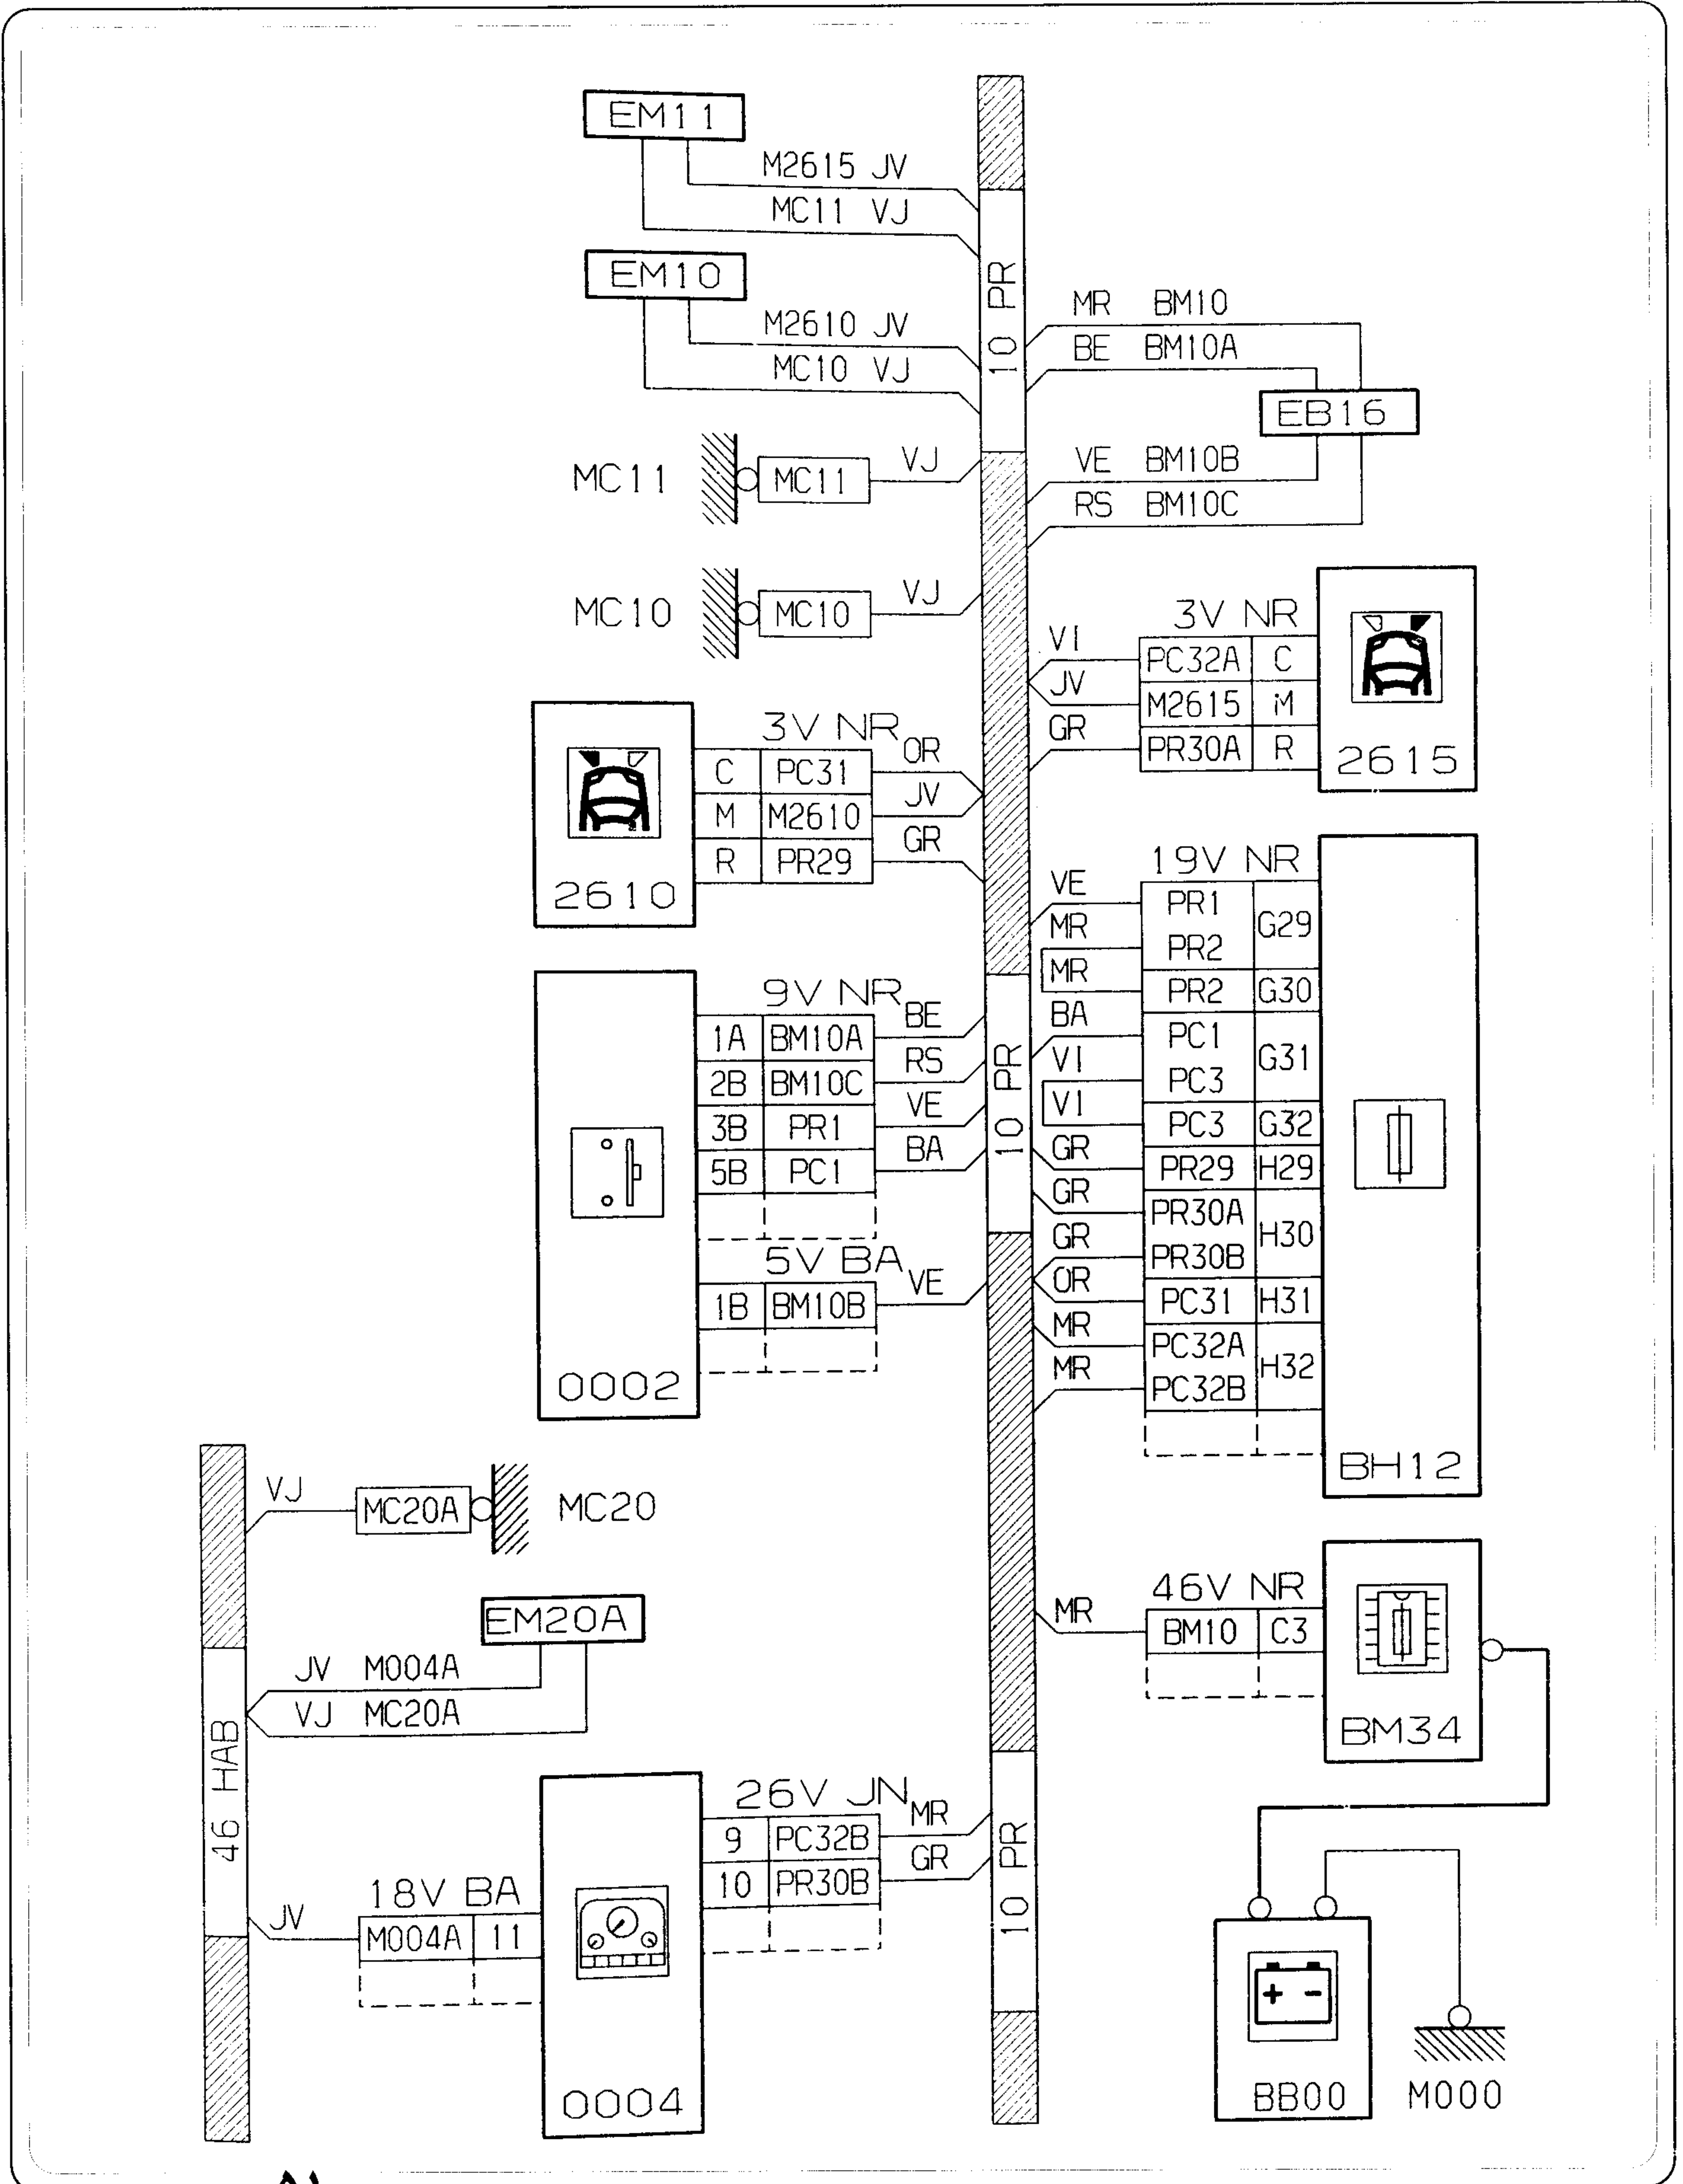 EM11
M2615 JV
MC11 VJ
EM10
M2610 JV
MC10 VJ
10 PR
MR BM10
BE BM10A
EB16
VE BM10B
RS BM10C
MC11 MC11 VJ
MC10 MC10 VJ
3V NR
VI PC32A C
JV M2615 M
GR PR30A R
2615
3V NR
C PC31 OR
M M2610 JV
R PR29 GR
2610
19V NR
VE PR1 G29
MR PR2
MR PR2 G30
BA PC1 G31
VI PC3
VI PC3 G32
GR PR29 H29
GR PR30A H30
GR PR30B
OR PC31 H31
MR PC32A H32
MR PC32B
BH12
9V NR
1A BM10A BE
2B BM10C RS
3B PR1 VE
5B PC1 BA
5V BA
1B BM10B VE
0002
10 PR
VJ MC20A MC20
EM20A
JV M004A
VJ MC20A
46 HAB
46V NR
MR BM10 C3
BM34
26V JN
9 PC32B MR
10 PR30B GR
10 PR
18V BA
JV M004A 11
0004
+ -
BB00
M000